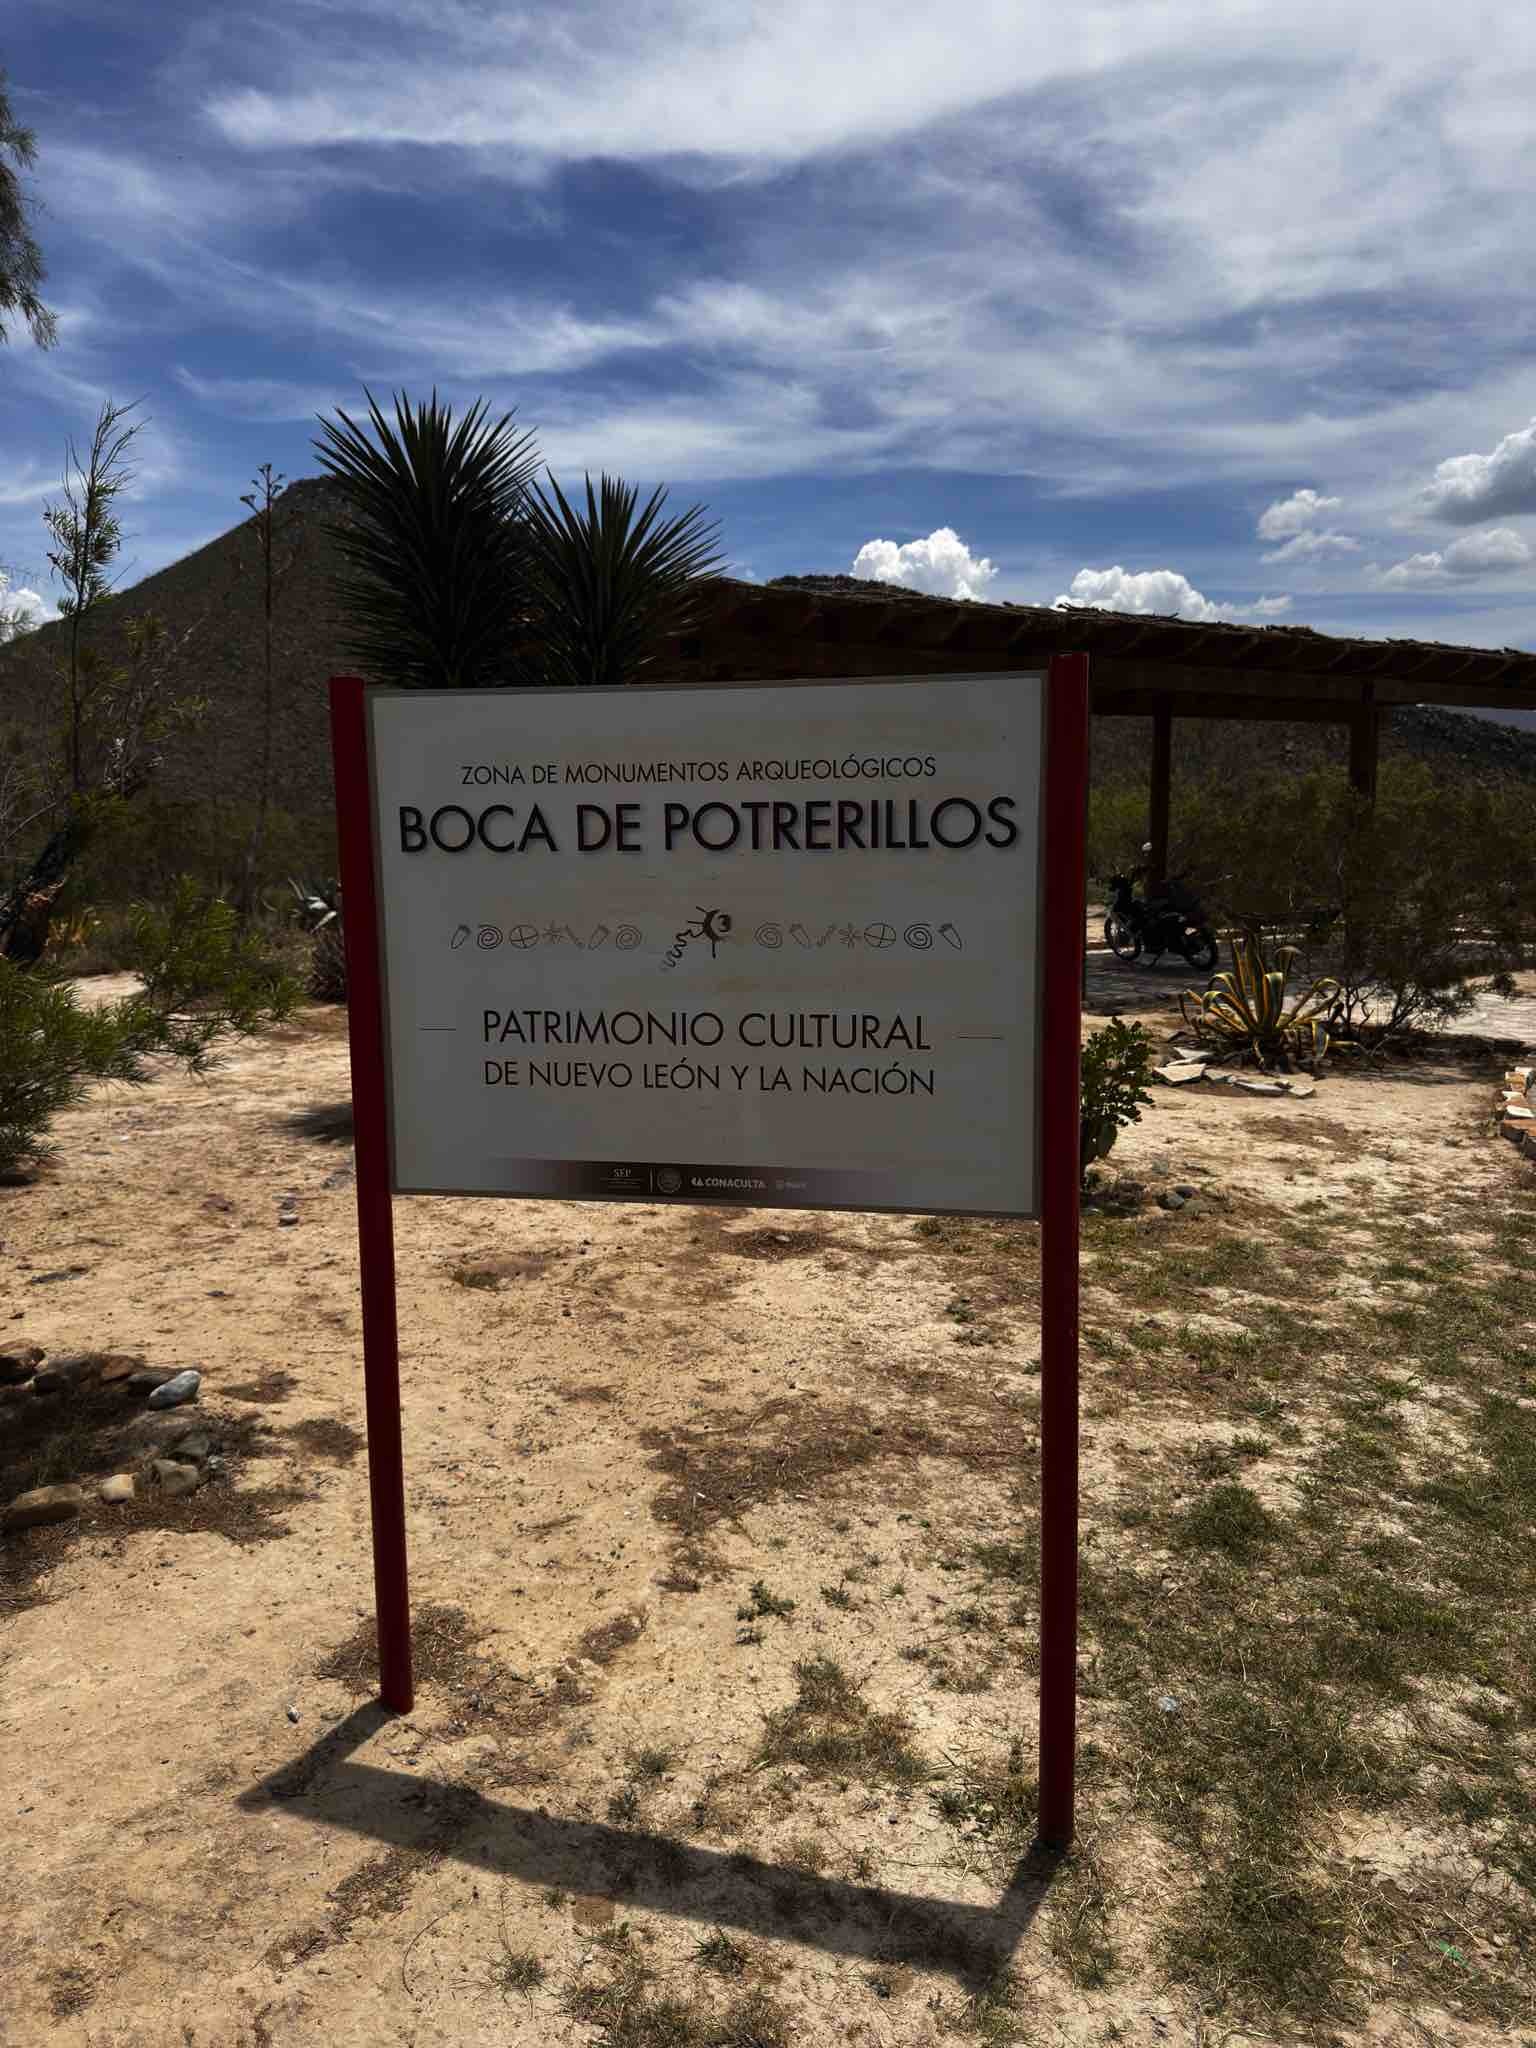 ZONA DE MONUMENTOS ARQUEOLÓGICOS
BOCA DE POTRERILLOS
PATRIMONIO CULTURAL
DE NUEVO LEÓN Y LA NACIÓN
SEP CONACULTA